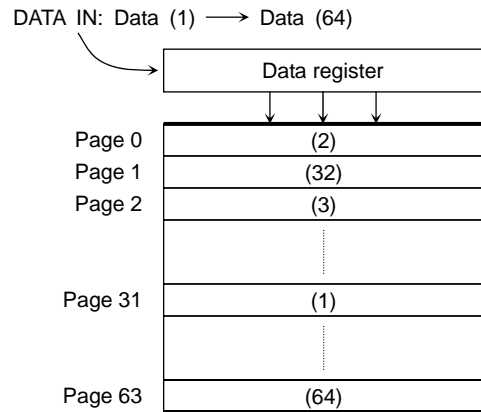 DATA IN: Data (1) Data (64)
Data register
Page 0 (2)
Page 1 (32)
Page 2 (3)
Page 31 (1)
Page 63 (64)